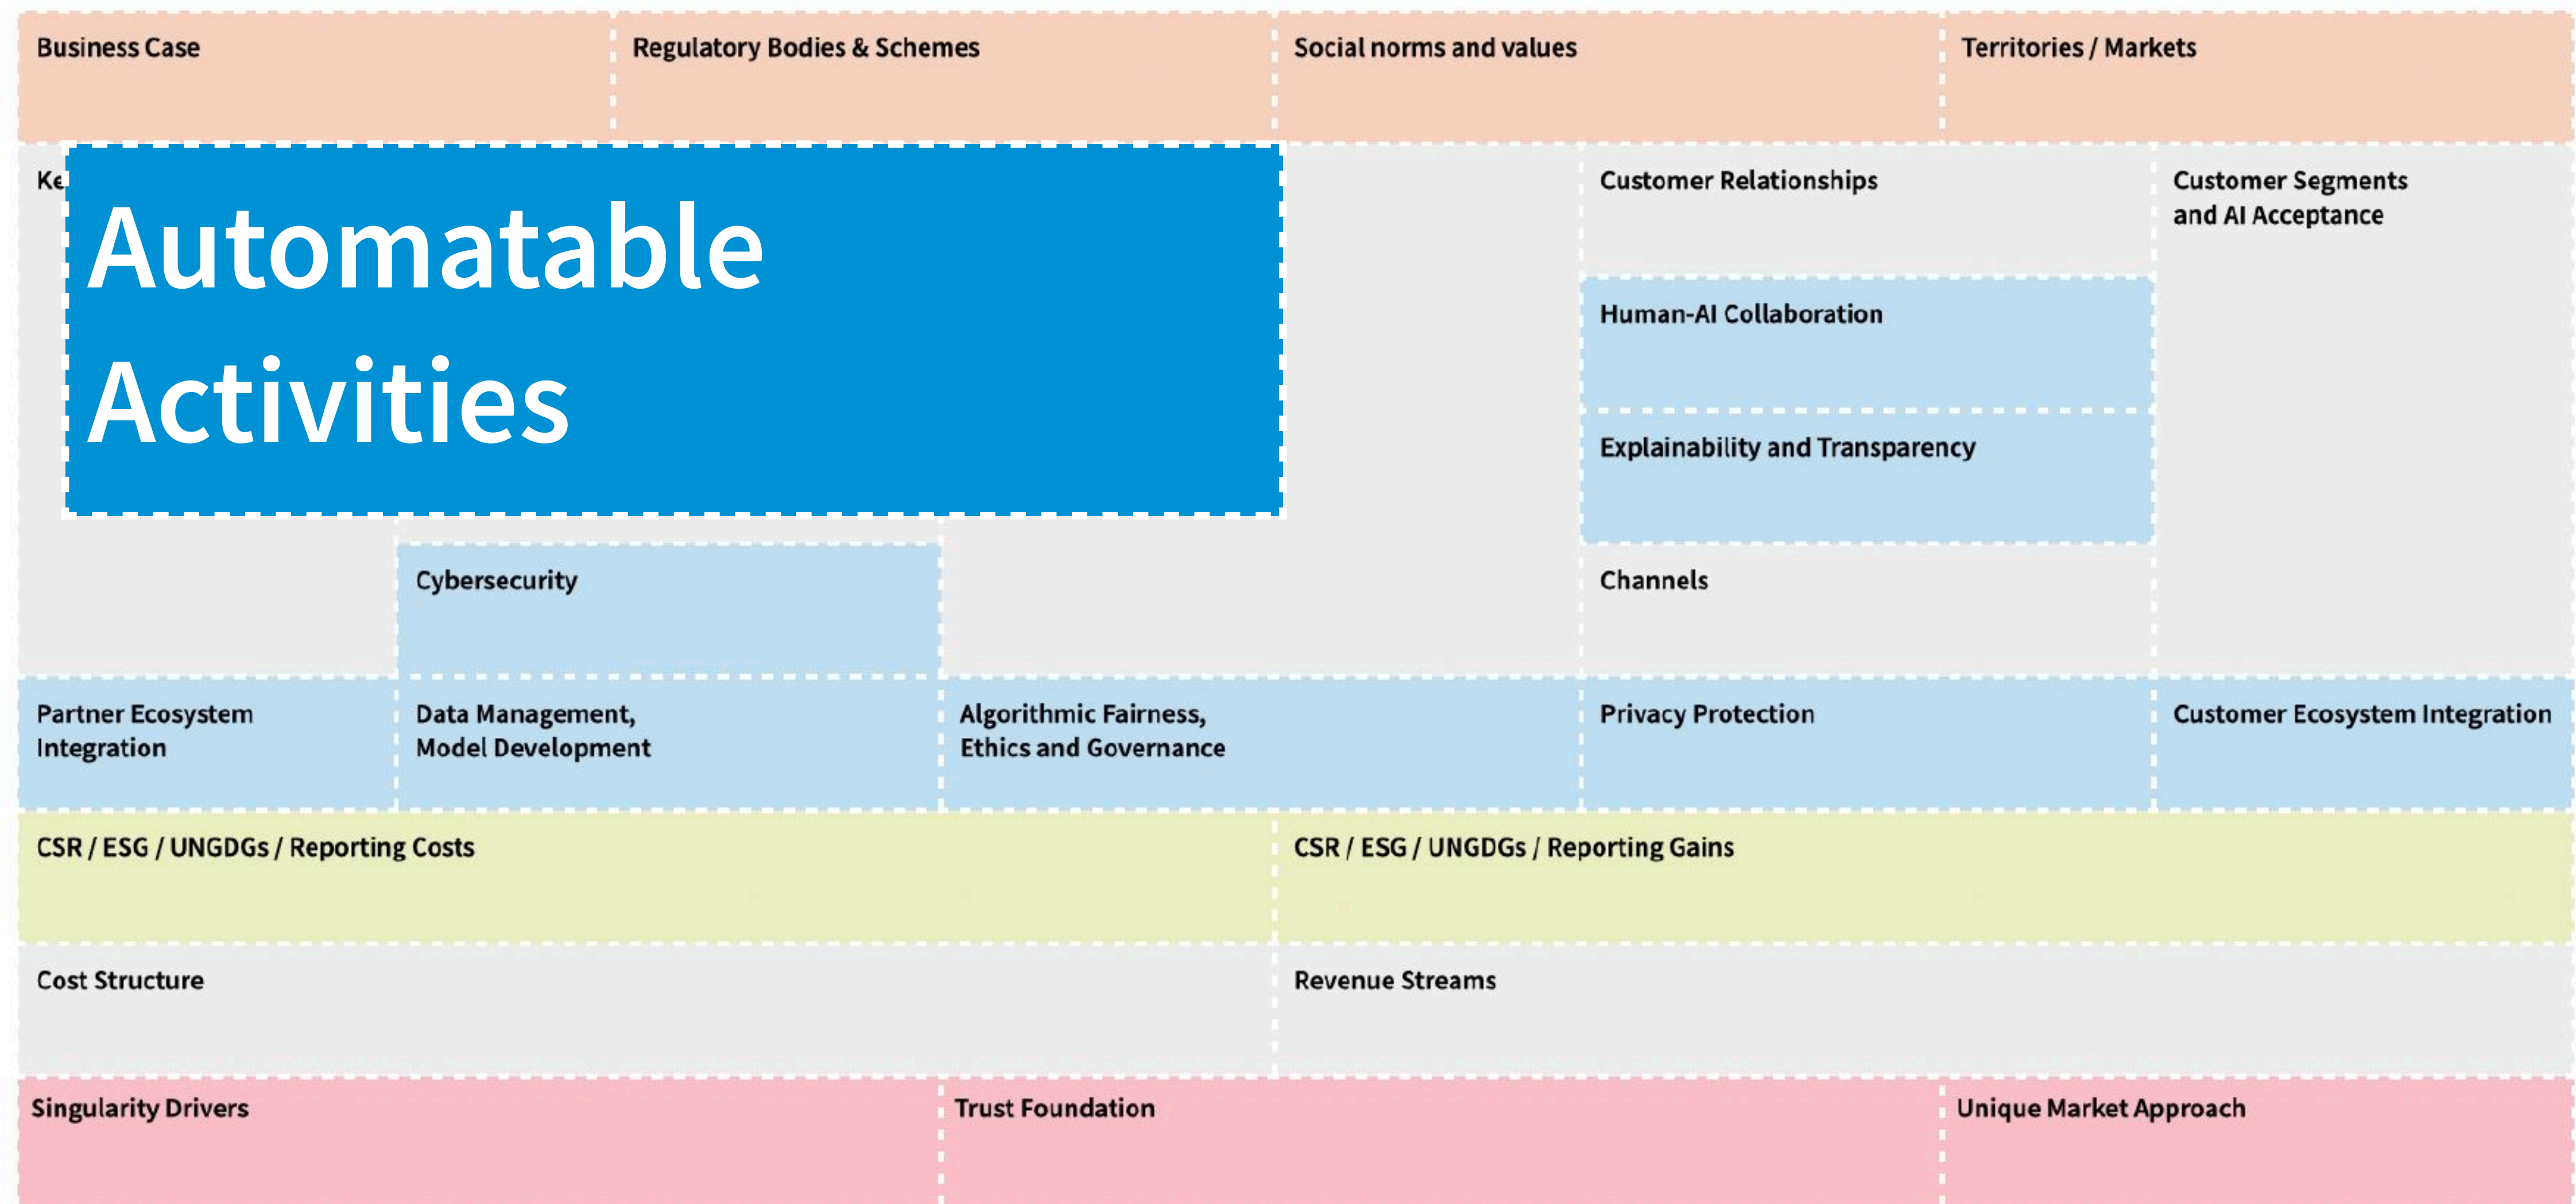 Business Case
Regulatory Bodies & Schemes
Social norms and values
Territories / Markets
Automatable
Activities
Customer Relationships
Customer Segments
and AI Acceptance
Human-AI Collaboration
Explainability and Transparency
Cybersecurity
Channels
Partner Ecosystem
Integration
Data Management,
Model Development
Algorithmic Fairness,
Ethics and Governance
Privacy Protection
Customer Ecosystem Integration
CSR / ESG / UNGDGs / Reporting Costs
CSR / ESG / UNGDGs / Reporting Gains
Cost Structure
Revenue Streams
Singularity Drivers
Trust Foundation
Unique Market Approach